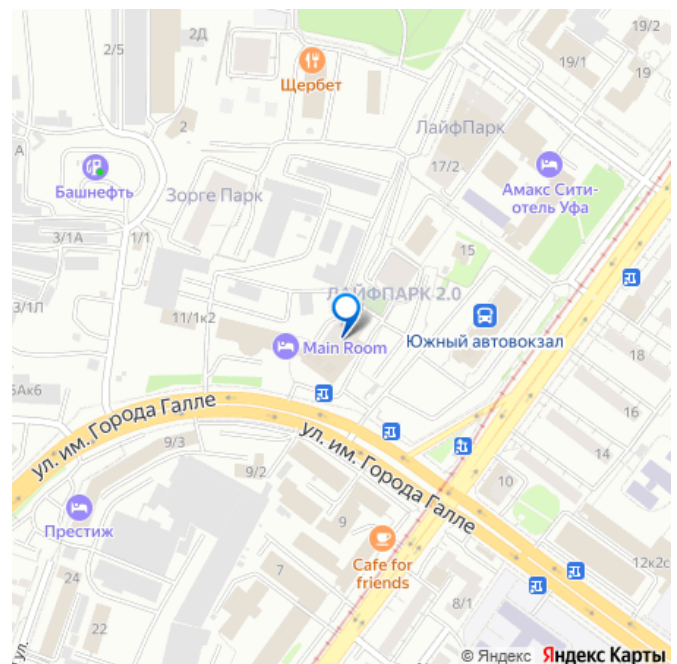 19/2
2Д
2/5
19/1
19
Щербет
2
ЛайфПарк
А
17/2
Башнефть
Зорге Парк
Амакс Сити-
отель Уфа
3/1А
1/1
15
ЛАЙФПАРК 2.0
3/1Л
11/1к2
Main Room
Южный автовокзал
18
5Ак6
16
ул. им. Города Галле
9/3
ул. им. Города Галле
14
9/2
10
Престиж
9
Cafe for
friends
12к2с
24
7
8/1
22
ул.
© Яндекс Яндекс Карты